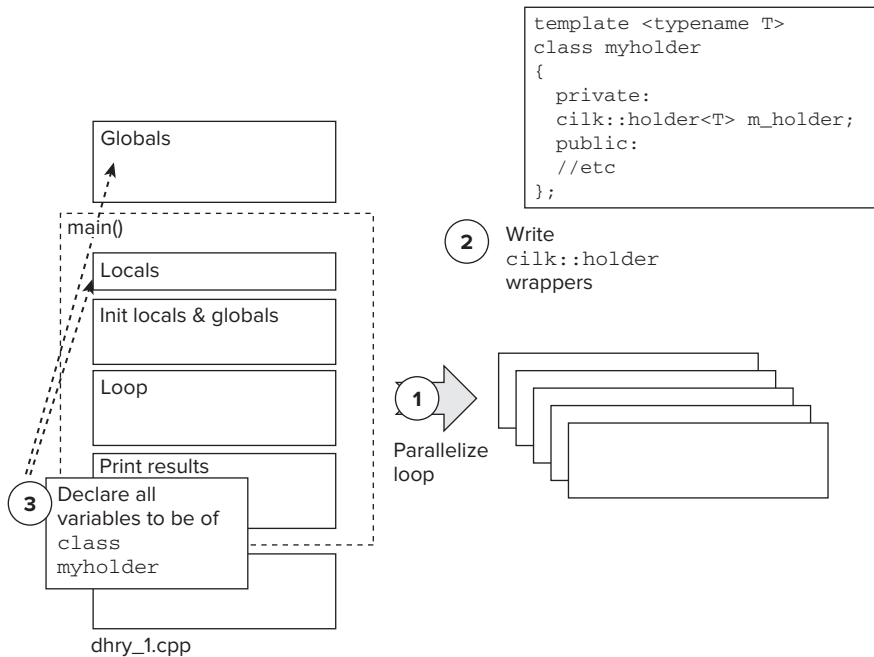 template <typename T>
class myholder
{
private:
cilk::holder<T> m_holder;
public:
//etc
};
Globals
main()
2
Write
cilk::holder
wrappers
Locals
Init locals & globals
Loop
1
Parallelize
loop
Print results
3
Declare all
variables to be of
class
myholder
dhry_1.cpp